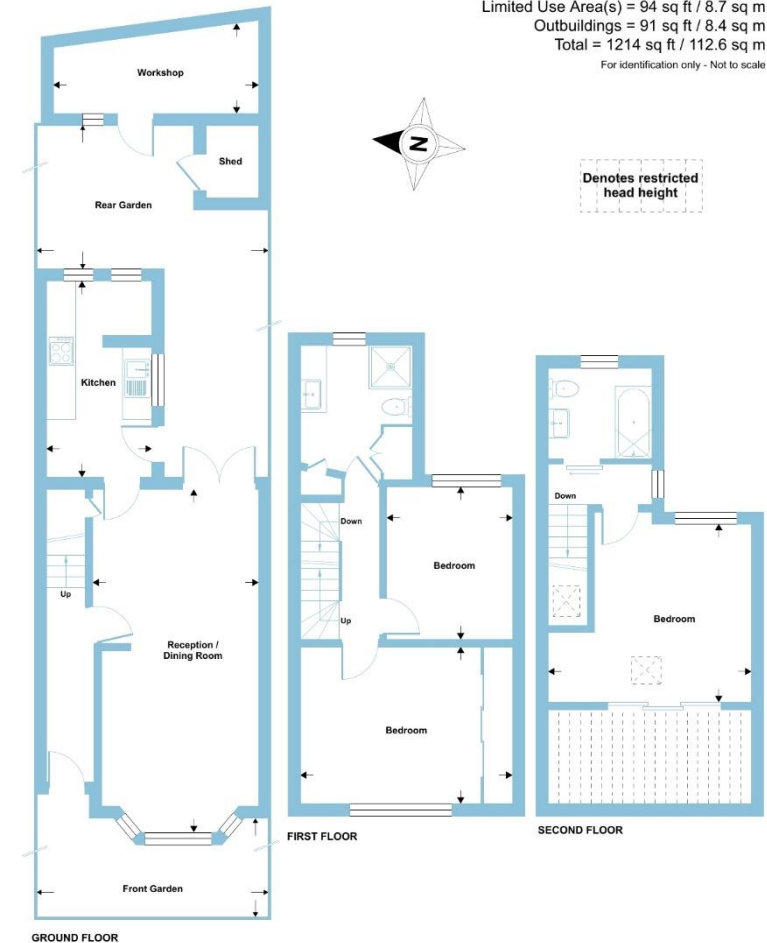 Limited Use Area(s) = 94 sq ft / 8.7 sq m
Outbuildings = 91 sq ft / 8.4 sq m
Total = 1214 sq ft / 112.6 sq m
For identification only - Not to scale
Workshop
Shed
Rear Garden
N
Denotes restricted
head height
Kitchen
Up
Reception /
Dining Room
Front Garden
GROUND FLOOR
Down
Up
Bedroom
Bedroom
FIRST FLOOR
Down
Bedroom
SECOND FLOOR